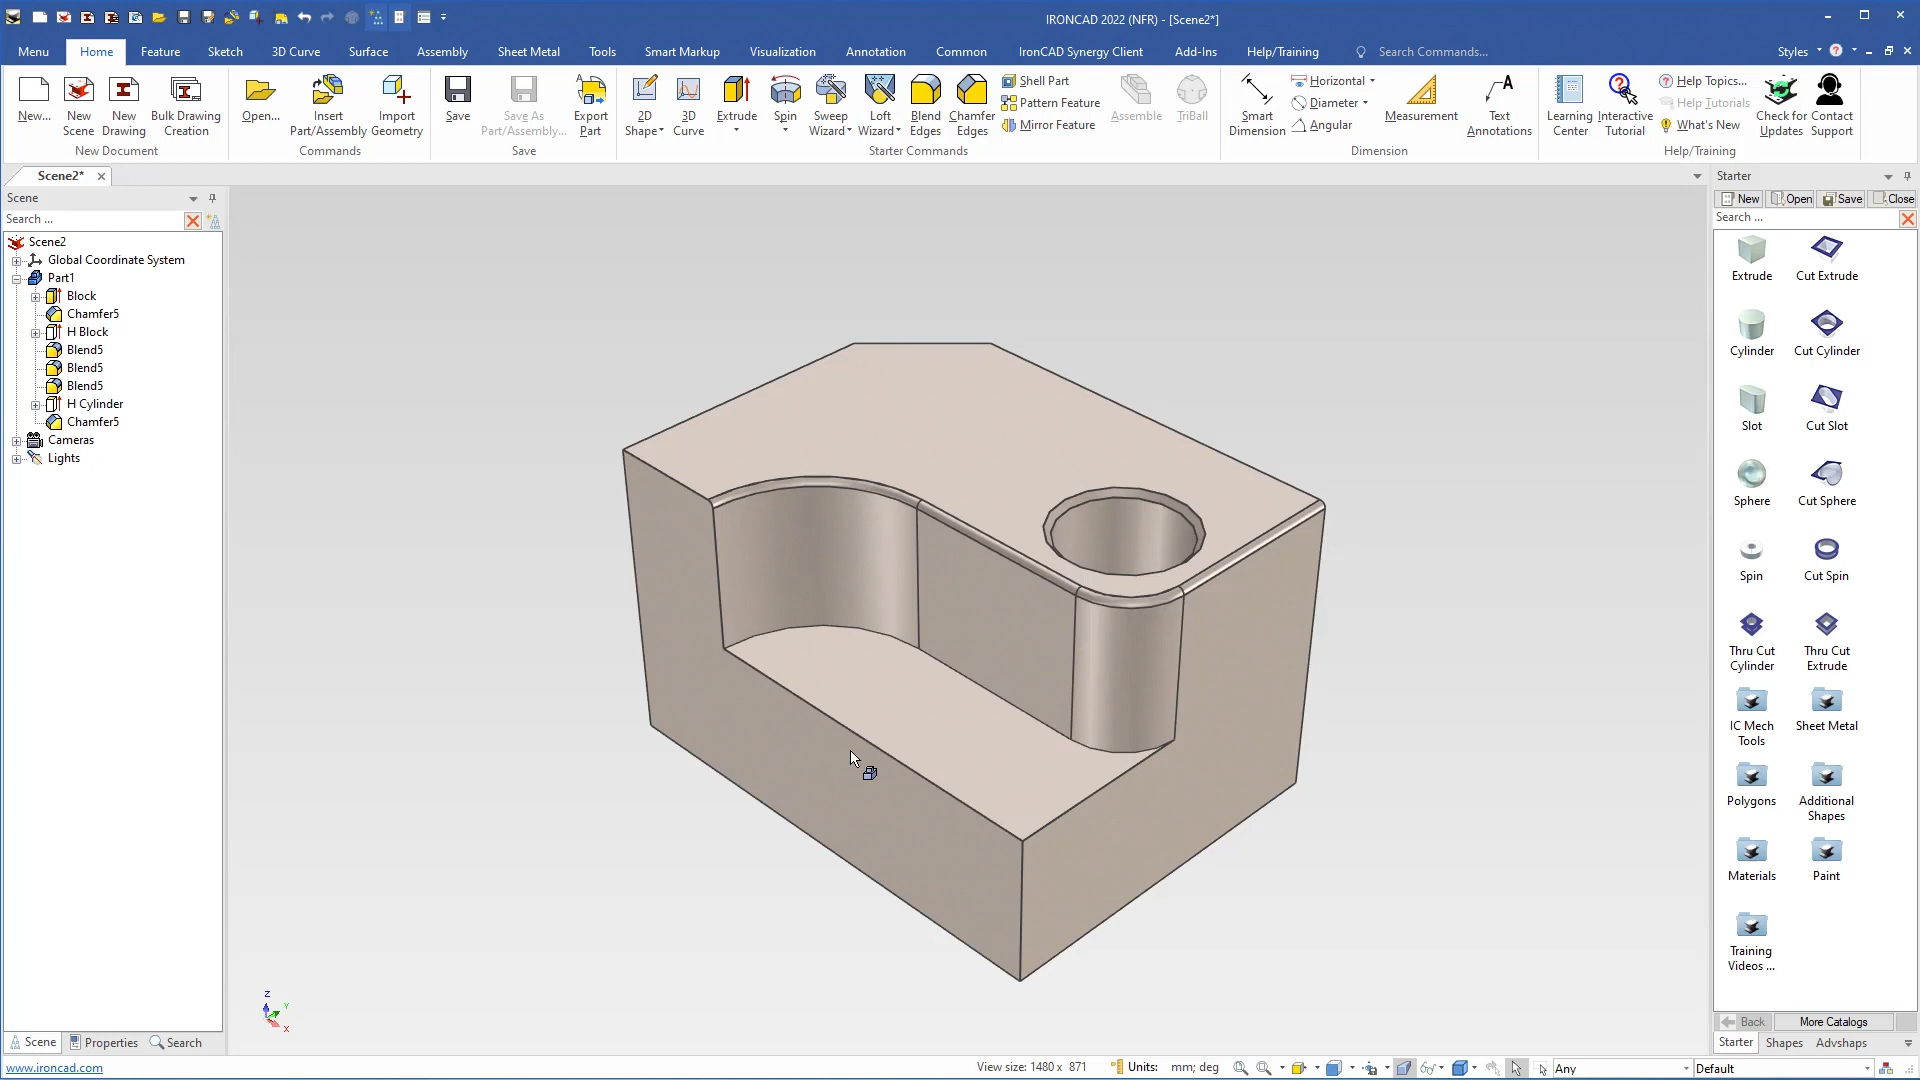 IRONCAD 2022 (NFR) - [Scene2*]
Menu Home Feature Sketch 3D Curve Surface Assembly Sheet Metal Tools Smart Markup Visualization Annotation Common IronCAD Synergy Client Add-Ins Help/Training Search Commands... Styles
New... New Scene New Drawing Bulk Drawing Creation
New Document
Open... Insert Part/Assembly Import Geometry
Commands
Save Save As Part/Assembly... Export Part
Save
2D Shape 3D Curve Extrude Spin Sweep Wizard Loft Wizard Blend Edges Chamfer Edges
Shell Part
Pattern Feature
Mirror Feature
Assemble TriBall
Starter Commands
Smart Dimension
Horizontal
Diameter
Angular
Measurement Text Annotations
Dimension
Learning Center Interactive Tutorial
Help Topics...
Help Tutorials
What's New
Check for Updates Contact Support
Help/Training
Scene2*
Scene
Search ...
Scene2
Global Coordinate System
Part1
Block
Chamfer5
H Block
Blend5
Blend5
Blend5
H Cylinder
Chamfer5
Cameras
Lights
Scene Properties Search
Z
Y
X
Starter
New Open Save Close
Search ...
Extrude Cut Extrude
Cylinder Cut Cylinder
Slot Cut Slot
Sphere Cut Sphere
Spin Cut Spin
Thru Cut Cylinder Thru Cut Extrude
IC Mech Tools Sheet Metal
Polygons Additional Shapes
Materials Paint
Training Videos ...
Back More Catalogs
Starter Shapes Advshaps
www.ironcad.com View size: 1480 x 871 Units: mm; deg Any Default